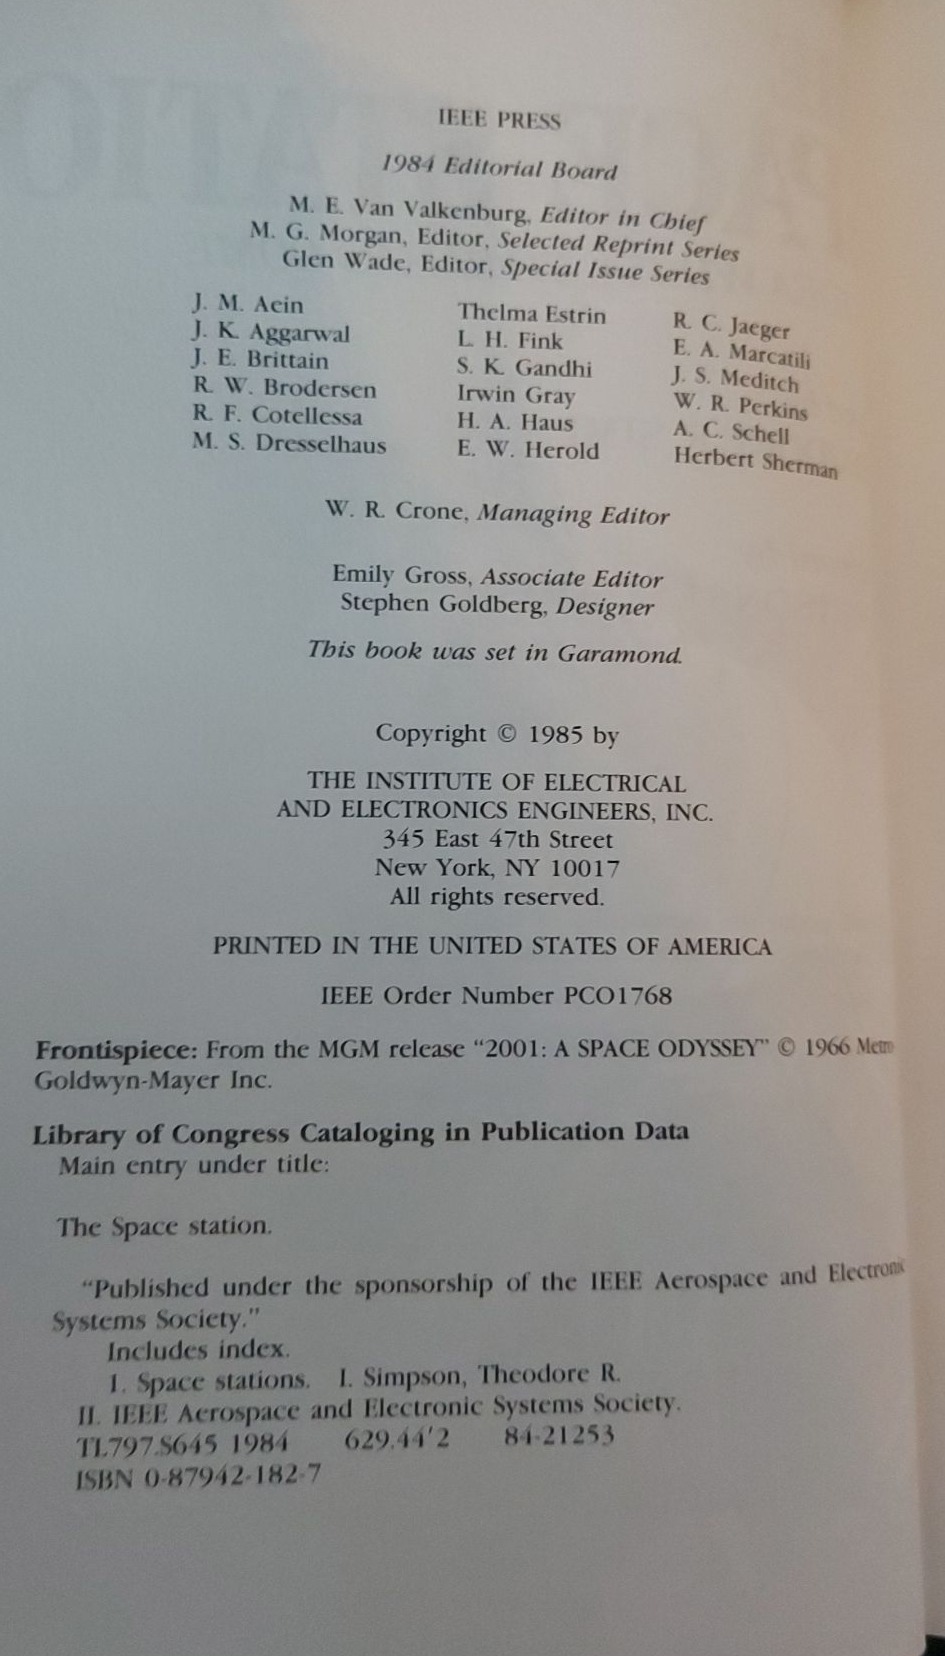 IEEE PRESS
1984 Editorial Board
M. E. Van Valkenburg, Editor in Chief
M. G. Morgan, Editor, Selected Reprint Series
Glen Wade, Editor, Special Issue Series
J. M. Aein Thelma Estrin R. C. Jaeger
J. K. Aggarwal L. H. Fink E. A. Marcatili
J. E. Brittain S. K. Gandhi J. S. Meditch
R. W. Brodersen Irwin Gray W. R. Perkins
R. F. Cotellessa H. A. Haus A. C. Schell
M. S. Dresselhaus E. W. Herold Herbert Sherman
W. R. Crone, Managing Editor
Emily Gross, Associate Editor
Stephen Goldberg, Designer
This book was set in Garamond.
Copyright © 1985 by
THE INSTITUTE OF ELECTRICAL
AND ELECTRONICS ENGINEERS, INC.
345 East 47th Street
New York, NY 10017
All rights reserved.
PRINTED IN THE UNITED STATES OF AMERICA
IEEE Order Number PCO1768
Frontispiece: From the MGM release “2001: A SPACE ODYSSEY” © 1966 Metro
Goldwyn-Mayer Inc.
Library of Congress Cataloging in Publication Data
Main entry under title:
The Space station.
“Published under the sponsorship of the IEEE Aerospace and Electronic
Systems Society.”
Includes index.
1. Space stations. I. Simpson, Theodore R.
II. IEEE Aerospace and Electronic Systems Society.
TL797.S645 1984 629.44′2 84-21253
ISBN 0-87942-182-7